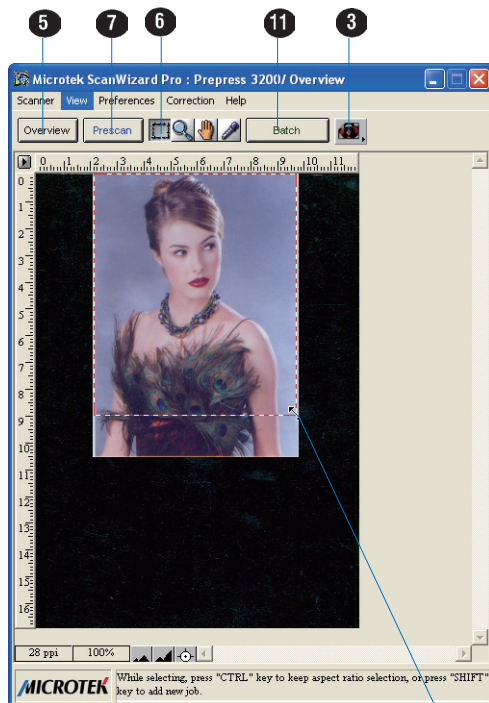 5 7 6 11 3
Microtek ScanWizard Pro : Prepress 3200/ Overview
Scanner View Preferences Correction Help
Overview Prescan Batch
0 1 2 3 4 5 6 7 8 9 10 11
0
1
2
3
4
5
6
7
8
9
10
11
12
13
14
15
16
28 ppi 100%
MICROTEK
While selecting, press "CTRL" key to keep aspect ratio selection, or press "SHIFT"
key to add new job.